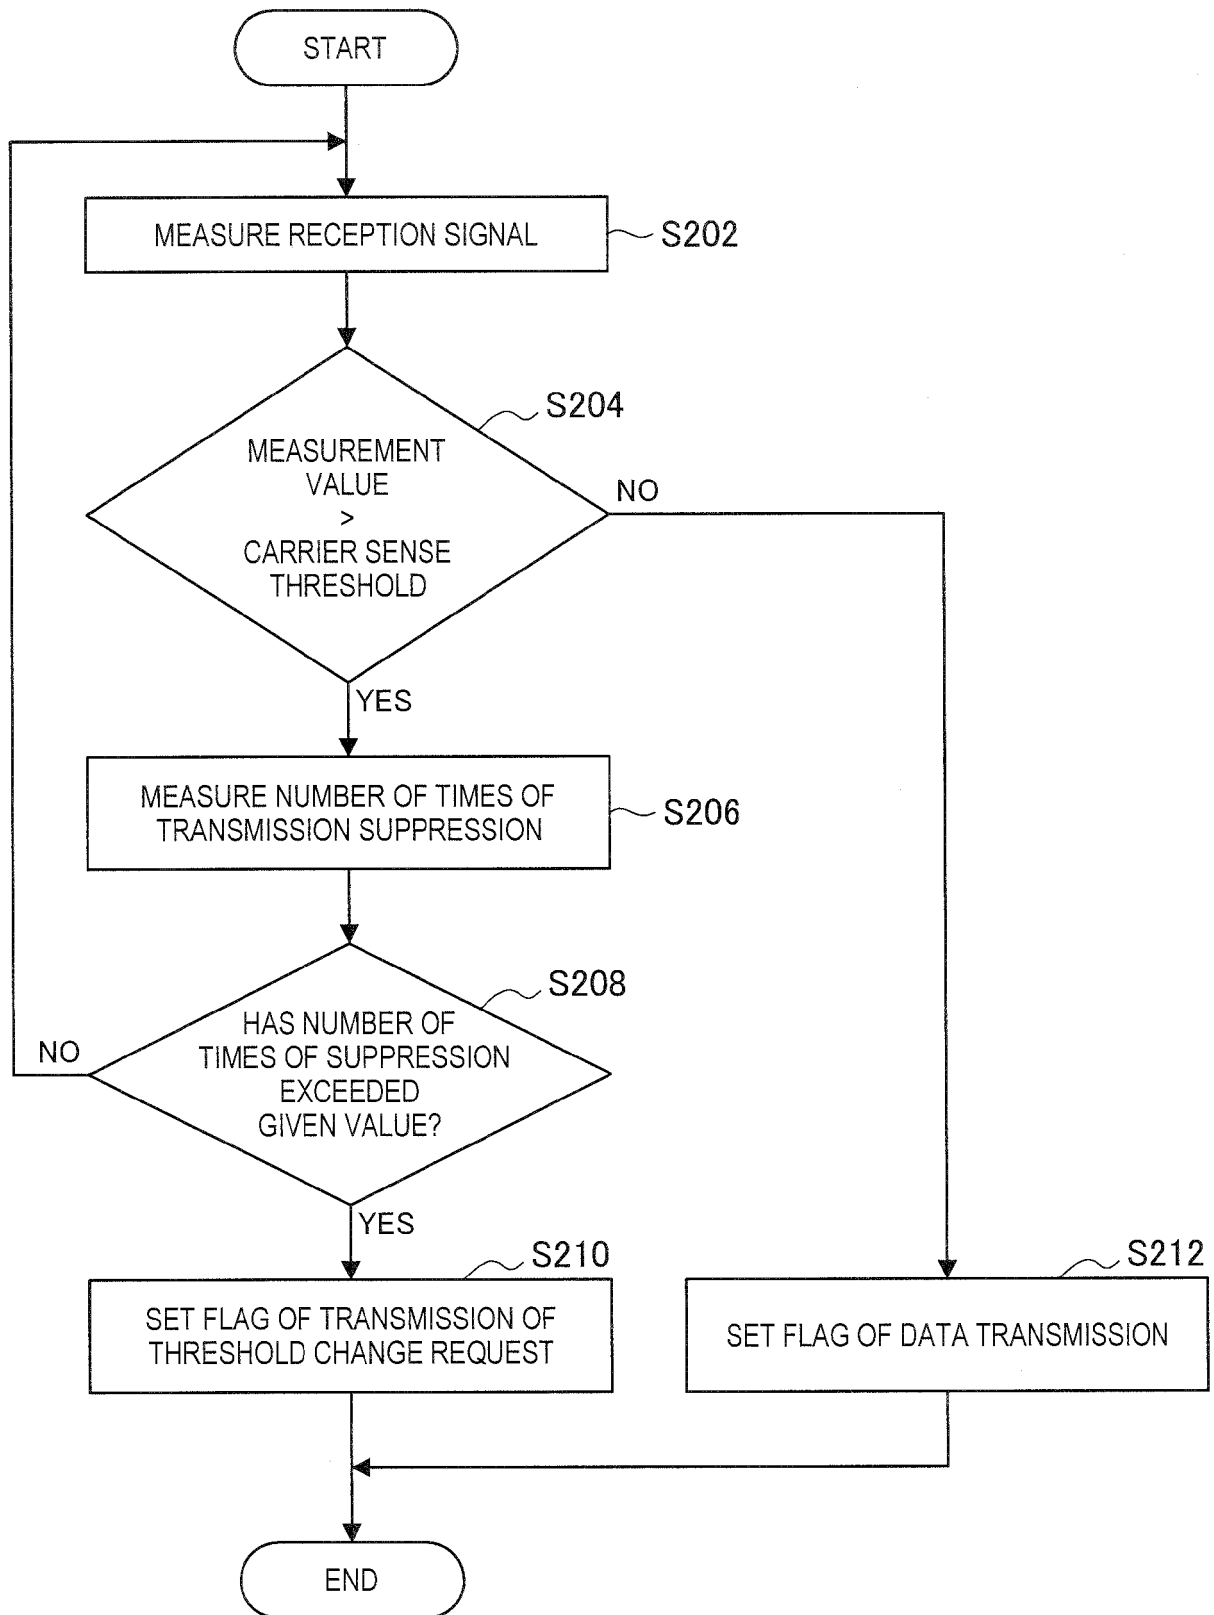 START
MEASURE RECEPTION SIGNAL
S202
S204
MEASUREMENT
VALUE
>
CARRIER SENSE
THRESHOLD
NO
YES
MEASURE NUMBER OF TIMES OF
TRANSMISSION SUPPRESSION
S206
S208
HAS NUMBER OF
TIMES OF SUPPRESSION
EXCEEDED
GIVEN VALUE?
NO
YES
S210
SET FLAG OF TRANSMISSION OF
THRESHOLD CHANGE REQUEST
S212
SET FLAG OF DATA TRANSMISSION
END